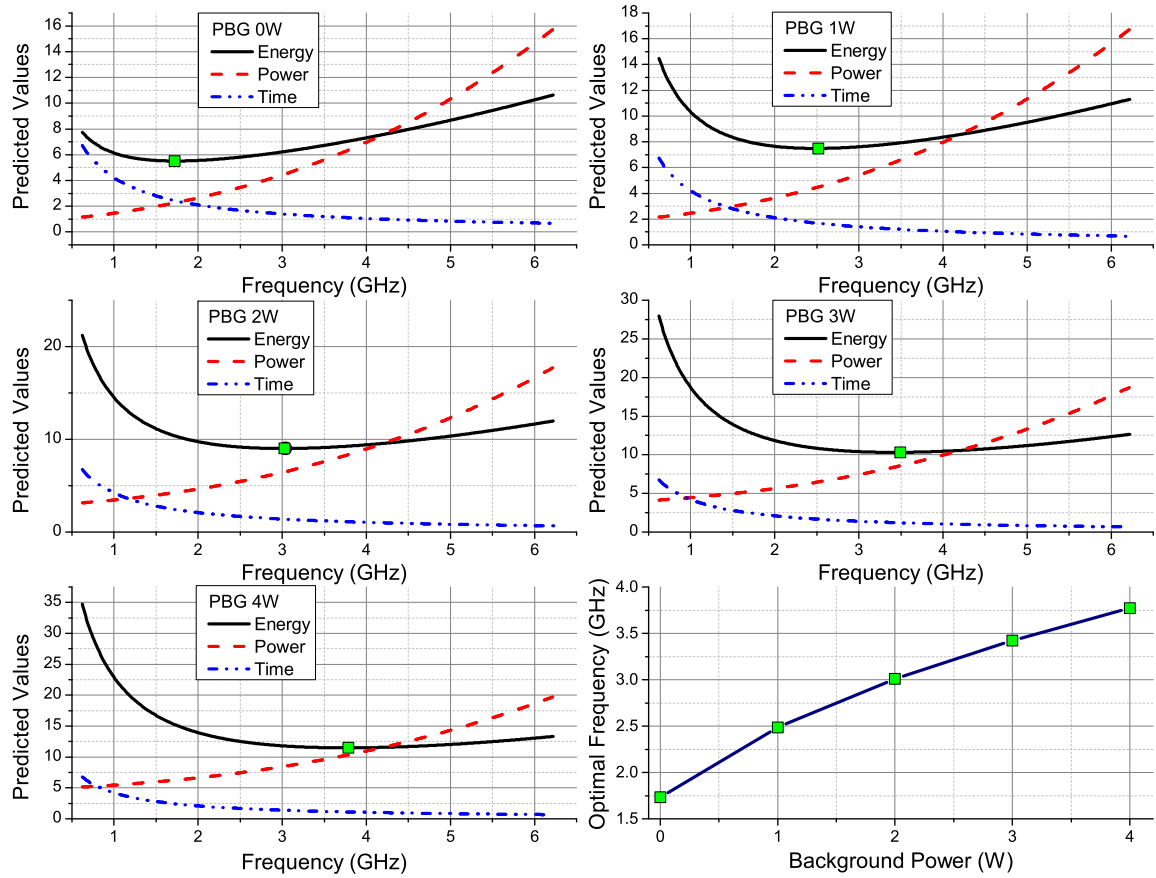 PBG 0W
Energy
Power
Time
Predicted Values
16
14
12
10
8
6
4
2
0
1 2 3 4 5 6
Frequency (GHz)
PBG 1W
Energy
Power
Time
Predicted Values
18
16
14
12
10
8
6
4
2
0
1 2 3 4 5 6
Frequency (GHz)
PBG 2W
Energy
Power
Time
Predicted Values
20
10
0
1 2 3 4 5 6
Frequency (GHz)
PBG 3W
Energy
Power
Time
Predicted Values
30
25
20
15
10
5
0
1 2 3 4 5 6
Frequency (GHz)
PBG 4W
Energy
Power
Time
Predicted Values
35
30
25
20
15
10
5
0
1 2 3 4 5 6
Frequency (GHz)
Optimal Frequency (GHz)
4.0
3.5
3.0
2.5
2.0
1.5
0 1 2 3 4
Background Power (W)